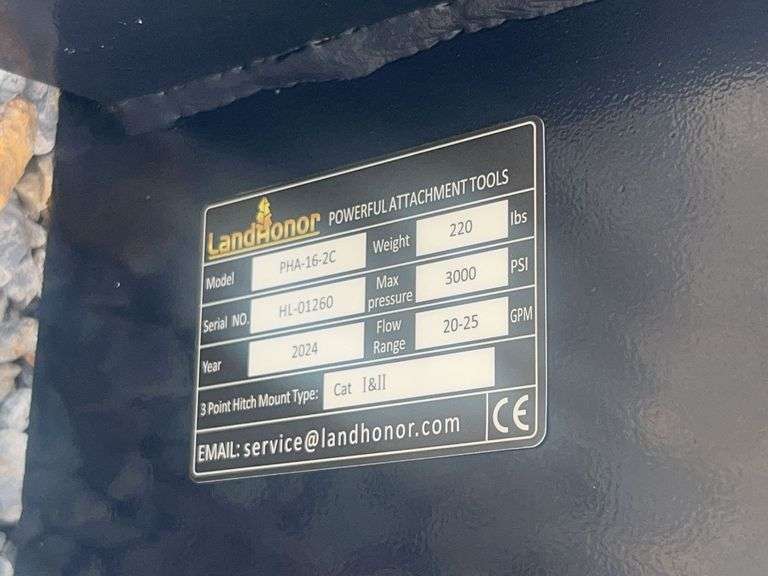 LandHonor POWERFUL ATTACHMENT TOOLS
Model PHA-16-2C Weight 220 lbs
Serial NO. HL-01260 Max pressure 3000 PSI
Year 2024 Flow Range 20-25 GPM
3 Point Hitch Mount Type: Cat I&II
EMAIL: service@landhonor.com CE